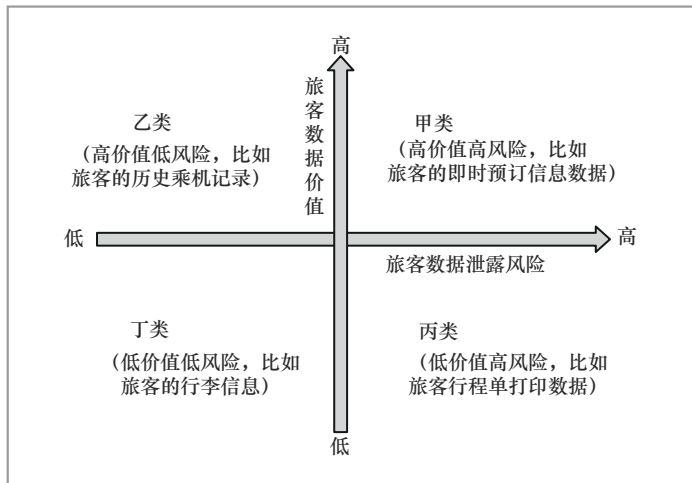 高
旅客数据价值
乙类
（高价值低风险，比如
旅客的历史乘机记录）
甲类
（高价值高风险，比如
旅客的即时预订信息数据）
低
高
旅客数据泄露风险
丁类
（低价值低风险，比如
旅客的行李信息）
丙类
（低价值高风险，比如
旅客行程单打印数据）
低